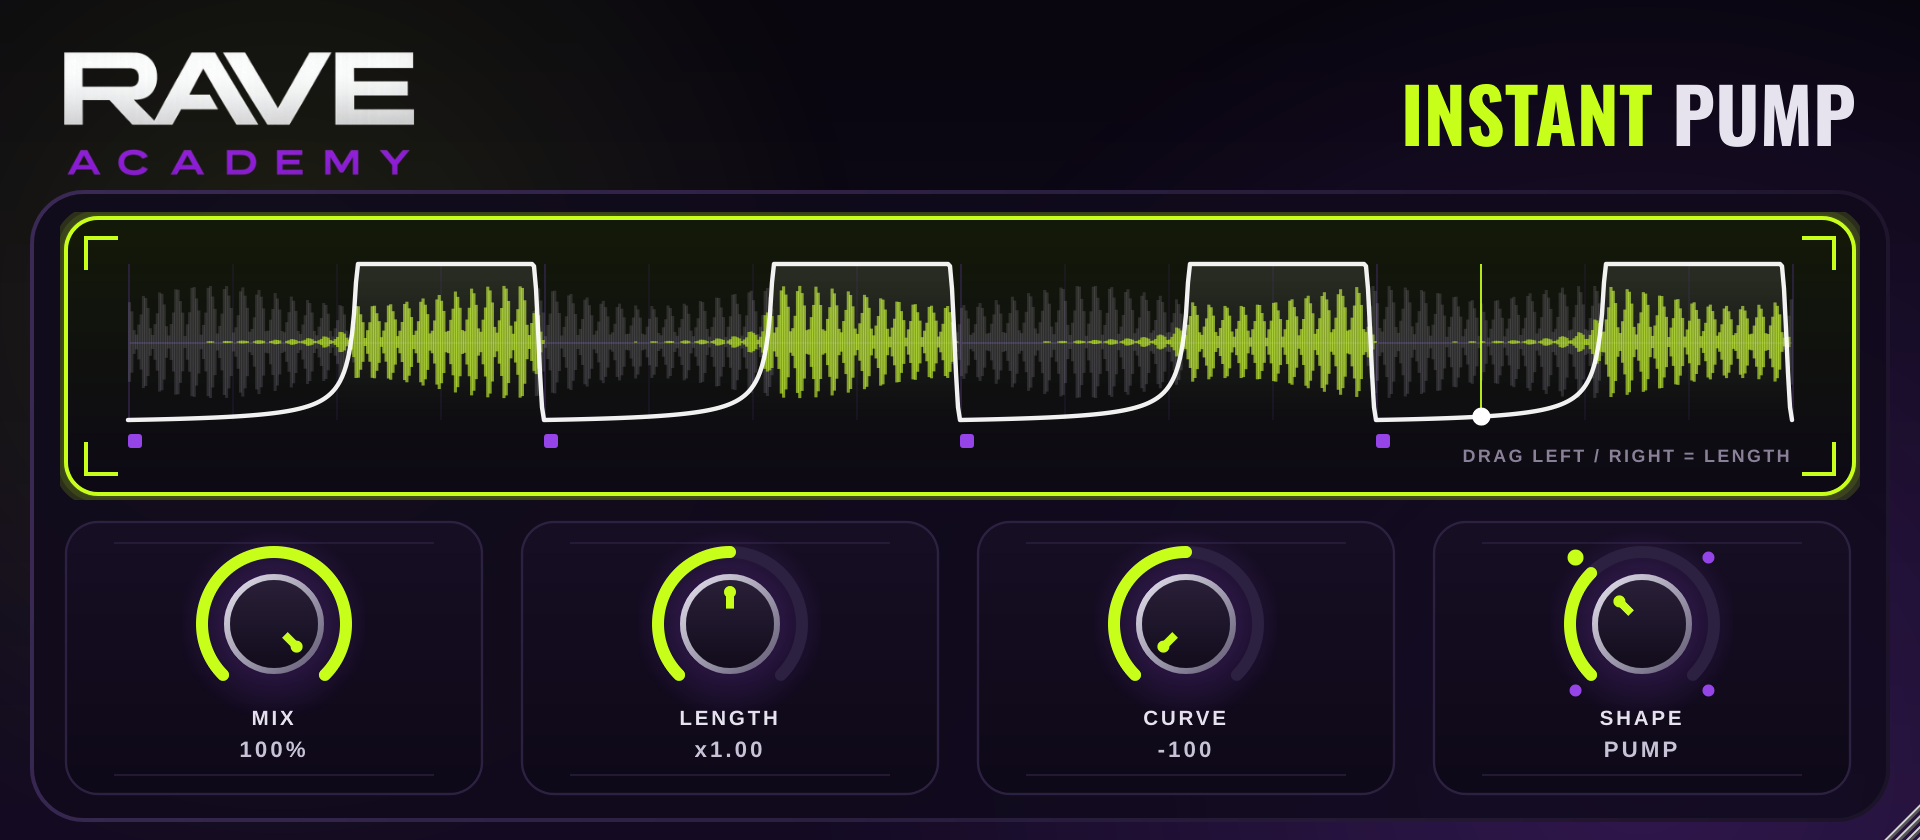 RAVE
ACADEMY
INSTANT PUMP
DRAG LEFT / RIGHT = LENGTH
MIX
100%
LENGTH
x1.00
CURVE
-100
SHAPE
PUMP